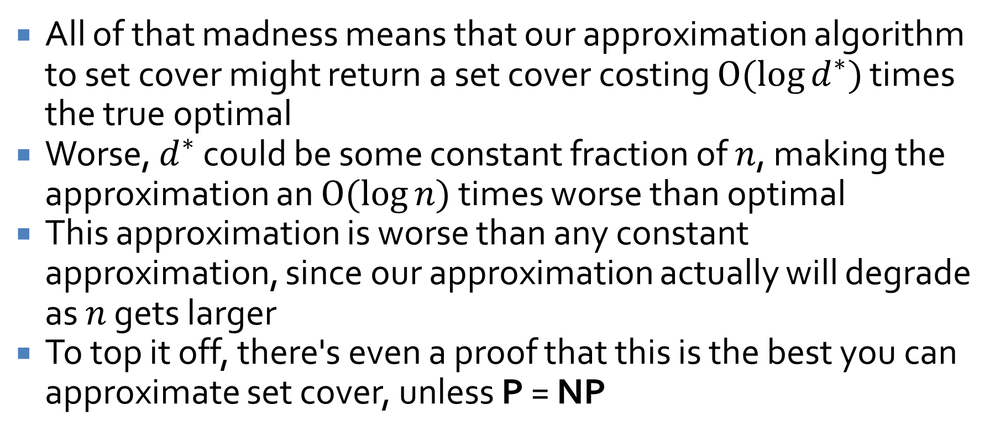 ▪ All of that madness means that our approximation algorithm
to set cover might return a set cover costing O(log d*) times
the true optimal
▪ Worse, d* could be some constant fraction of n, making the
approximation an O(log n) times worse than optimal
▪ This approximation is worse than any constant
approximation, since our approximation actually will degrade
as n gets larger
▪ To top it off, there's even a proof that this is the best you can
approximate set cover, unless P = NP